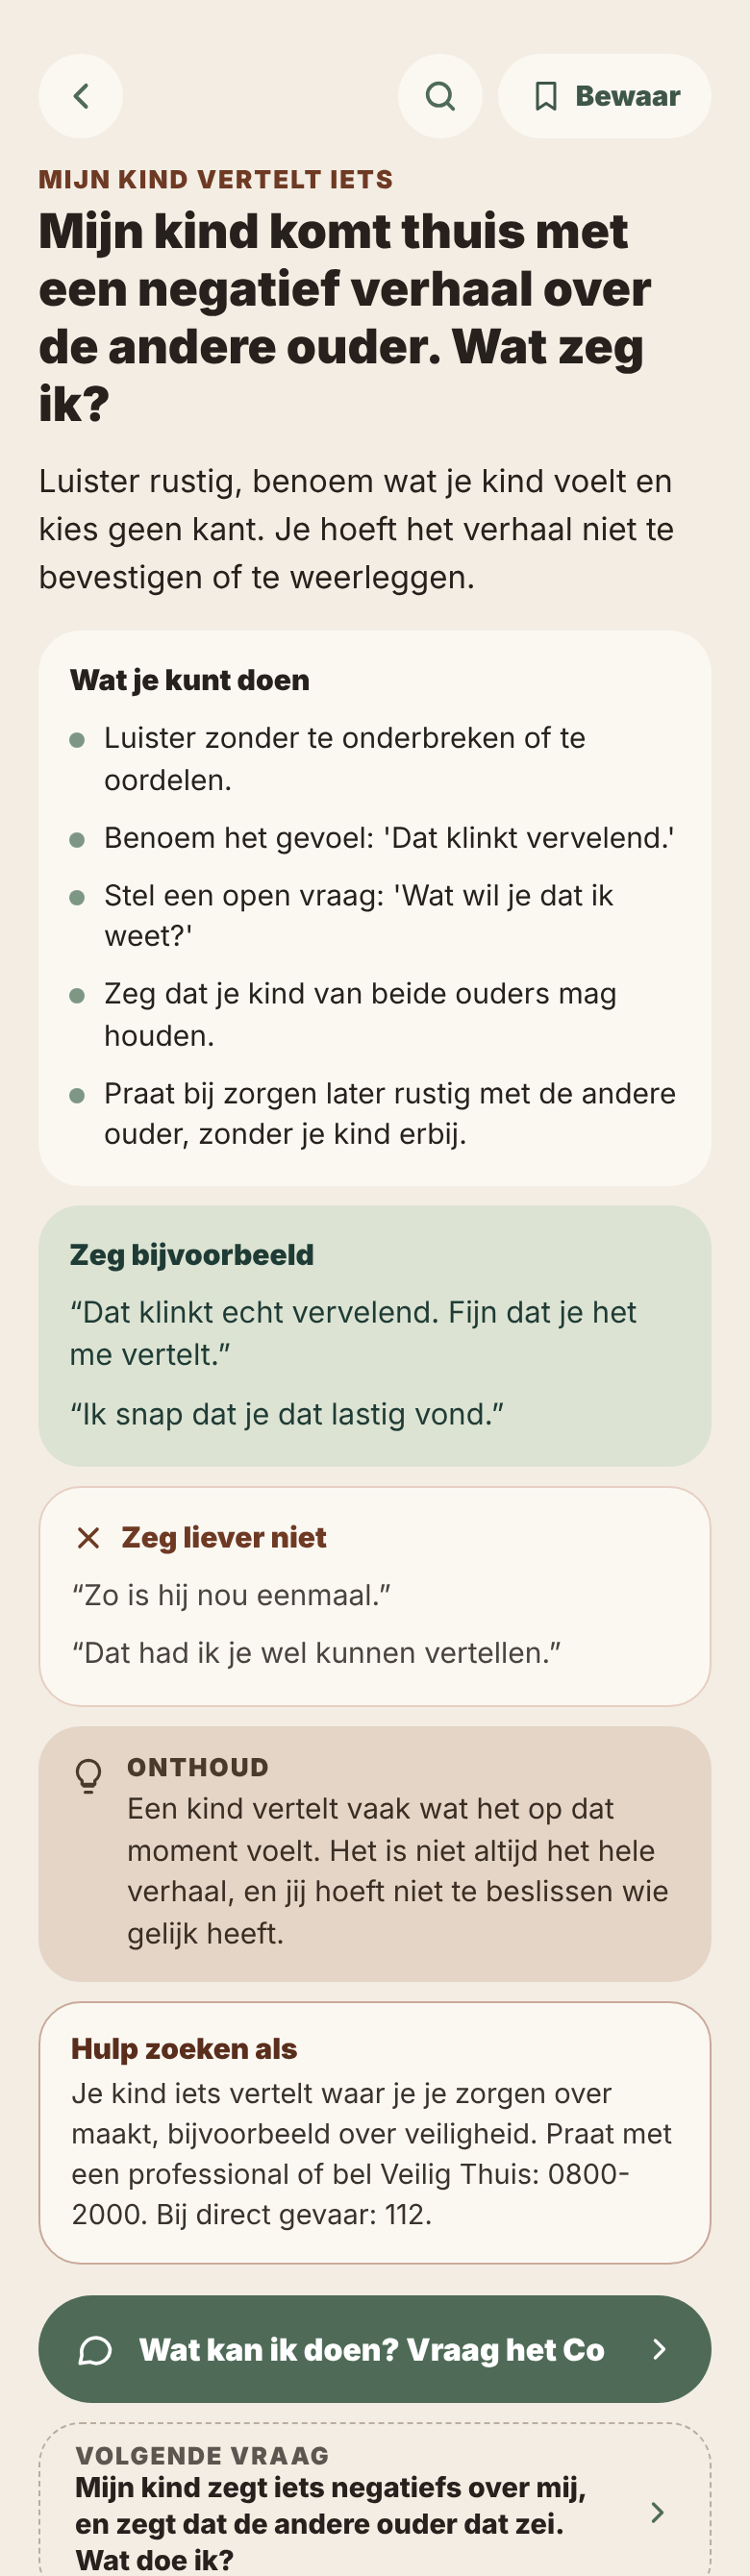 Bewaar
MIJN KIND VERTELT IETS
Mijn kind komt thuis met
een negatief verhaal over
de andere ouder. Wat zeg
ik?
Luister rustig, benoem wat je kind voelt en
kies geen kant. Je hoeft het verhaal niet te
bevestigen of te weerleggen.
Wat je kunt doen
Luister zonder te onderbreken of te
oordelen.
Benoem het gevoel: 'Dat klinkt vervelend.'
Stel een open vraag: 'Wat wil je dat ik
weet?'
Zeg dat je kind van beide ouders mag
houden.
Praat bij zorgen later rustig met de andere
ouder, zonder je kind erbij.
Zeg bijvoorbeeld
“Dat klinkt echt vervelend. Fijn dat je het
me vertelt.”
“Ik snap dat je dat lastig vond.”
Zeg liever niet
“Zo is hij nou eenmaal.”
“Dat had ik je wel kunnen vertellen.”
ONTHOUD
Een kind vertelt vaak wat het op dat
moment voelt. Het is niet altijd het hele
verhaal, en jij hoeft niet te beslissen wie
gelijk heeft.
Hulp zoeken als
Je kind iets vertelt waar je je zorgen over
maakt, bijvoorbeeld over veiligheid. Praat met
een professional of bel Veilig Thuis: 0800-
2000. Bij direct gevaar: 112.
Wat kan ik doen? Vraag het Co
VOLGENDE VRAAG
Mijn kind zegt iets negatiefs over mij,
en zegt dat de andere ouder dat zei.
Wat doe ik?